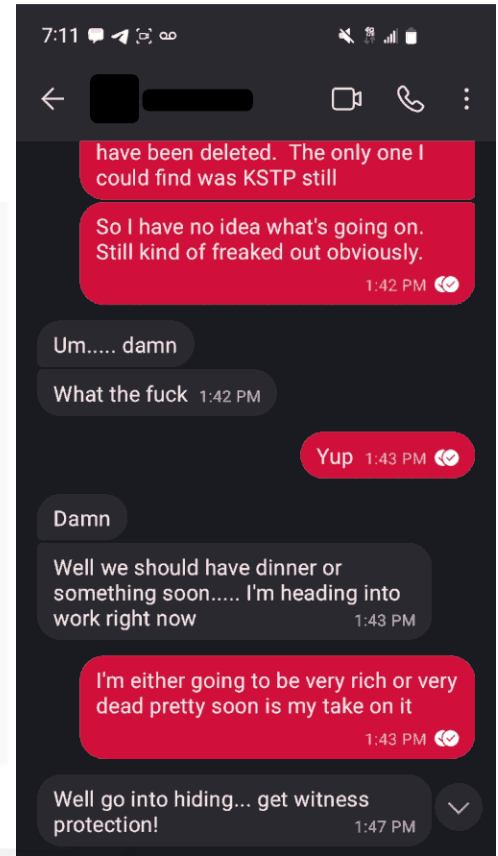 7:11
have been deleted.  The only one I
could find was KSTP still
So I have no idea what's going on.
Still kind of freaked out obviously.
1:42 PM
Um..... damn
What the fuck 1:42 PM
Yup 1:43 PM
Damn
Well we should have dinner or
something soon..... I'm heading into
work right now 1:43 PM
I'm either going to be very rich or very
dead pretty soon is my take on it
1:43 PM
Well go into hiding... get witness
protection! 1:47 PM